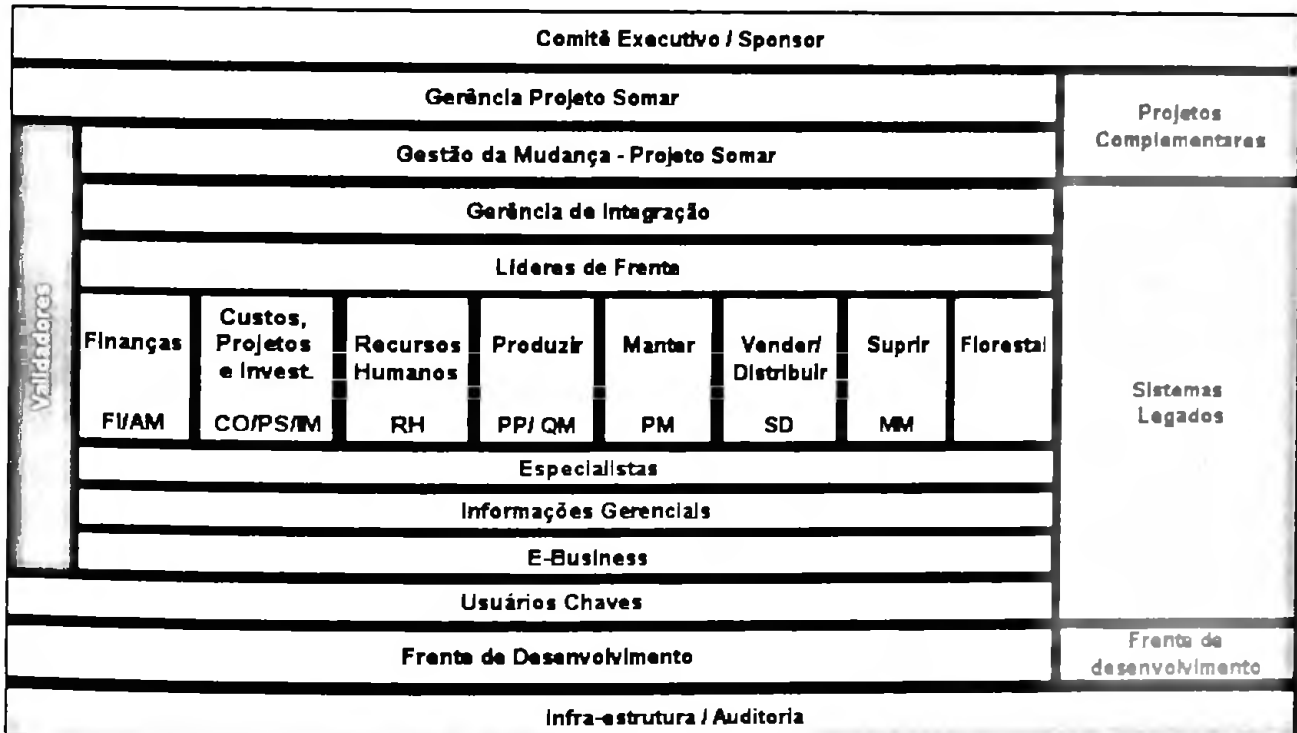 Comitê Executivo / Sponsor
Gerência Projeto Somar
Projetos
Complementares
Gestão da Mudança - Projeto Somar
Gerência de Integração
Líderes de Frente
Validadores
Finanças
FI/AM
Custos,
Projetos
e Invest.
CO/PS/IM
Recursos
Humanos
RH
Produzir
PP/ QM
Manter
PM
Vender/
Distribuir
SD
Suprir
MM
Florestal
Sistemas
Legados
Especialistas
Informações Gerenciais
E-Business
Usuários Chaves
Frente de Desenvolvimento
Frente de
desenvolvimento
Infra-estrutura / Auditoria